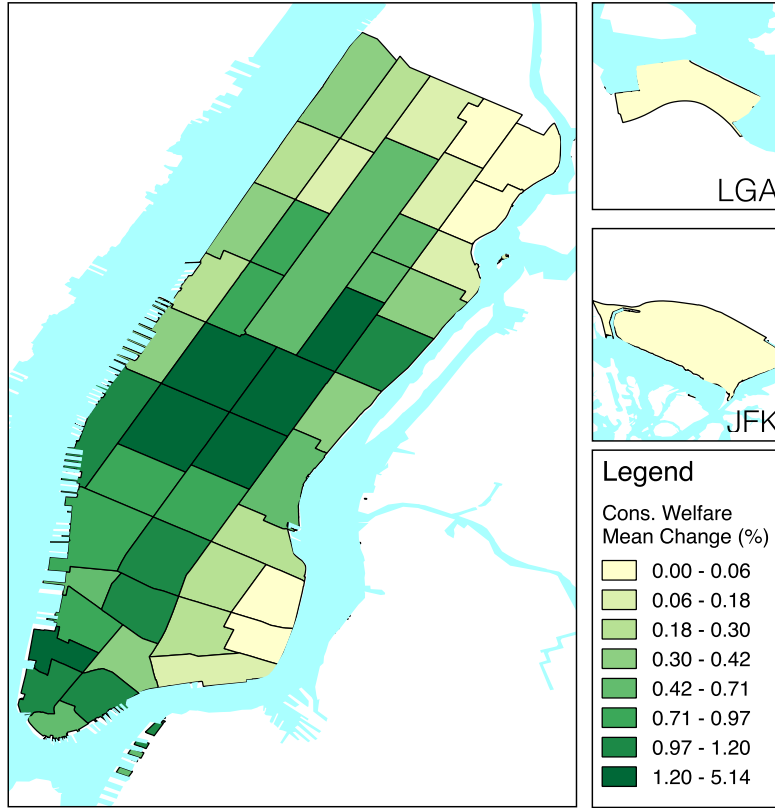 LGA
JFK
Legend
Cons. Welfare
Mean Change (%)
0.00 - 0.06
0.06 - 0.18
0.18 - 0.30
0.30 - 0.42
0.42 - 0.71
0.71 - 0.97
0.97 - 1.20
1.20 - 5.14